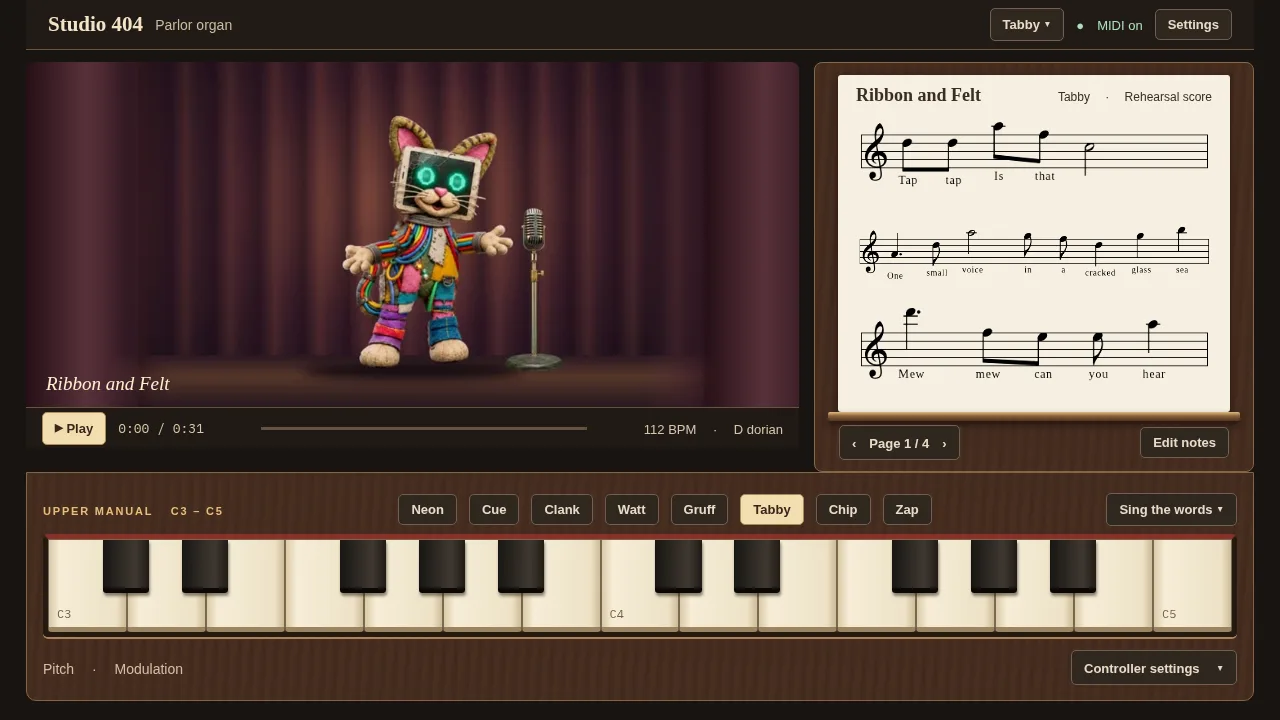 Studio 404 Parlor organ Tabby ▾ ● MIDI on Settings
Ribbon and Felt Tabby · Rehearsal score
Tap tap Is that
One small voice in a cracked glass sea
Mew mew can you hear
Ribbon and Felt
Play 0:00 / 0:31 112 BPM · D dorian
‹ Page 1 / 4 › Edit notes
UPPER MANUAL C3 – C5 Neon Cue Clank Watt Gruff Tabby Chip Zap Sing the words ▾
C3 C4 C5
Pitch · Modulation Controller settings ▾